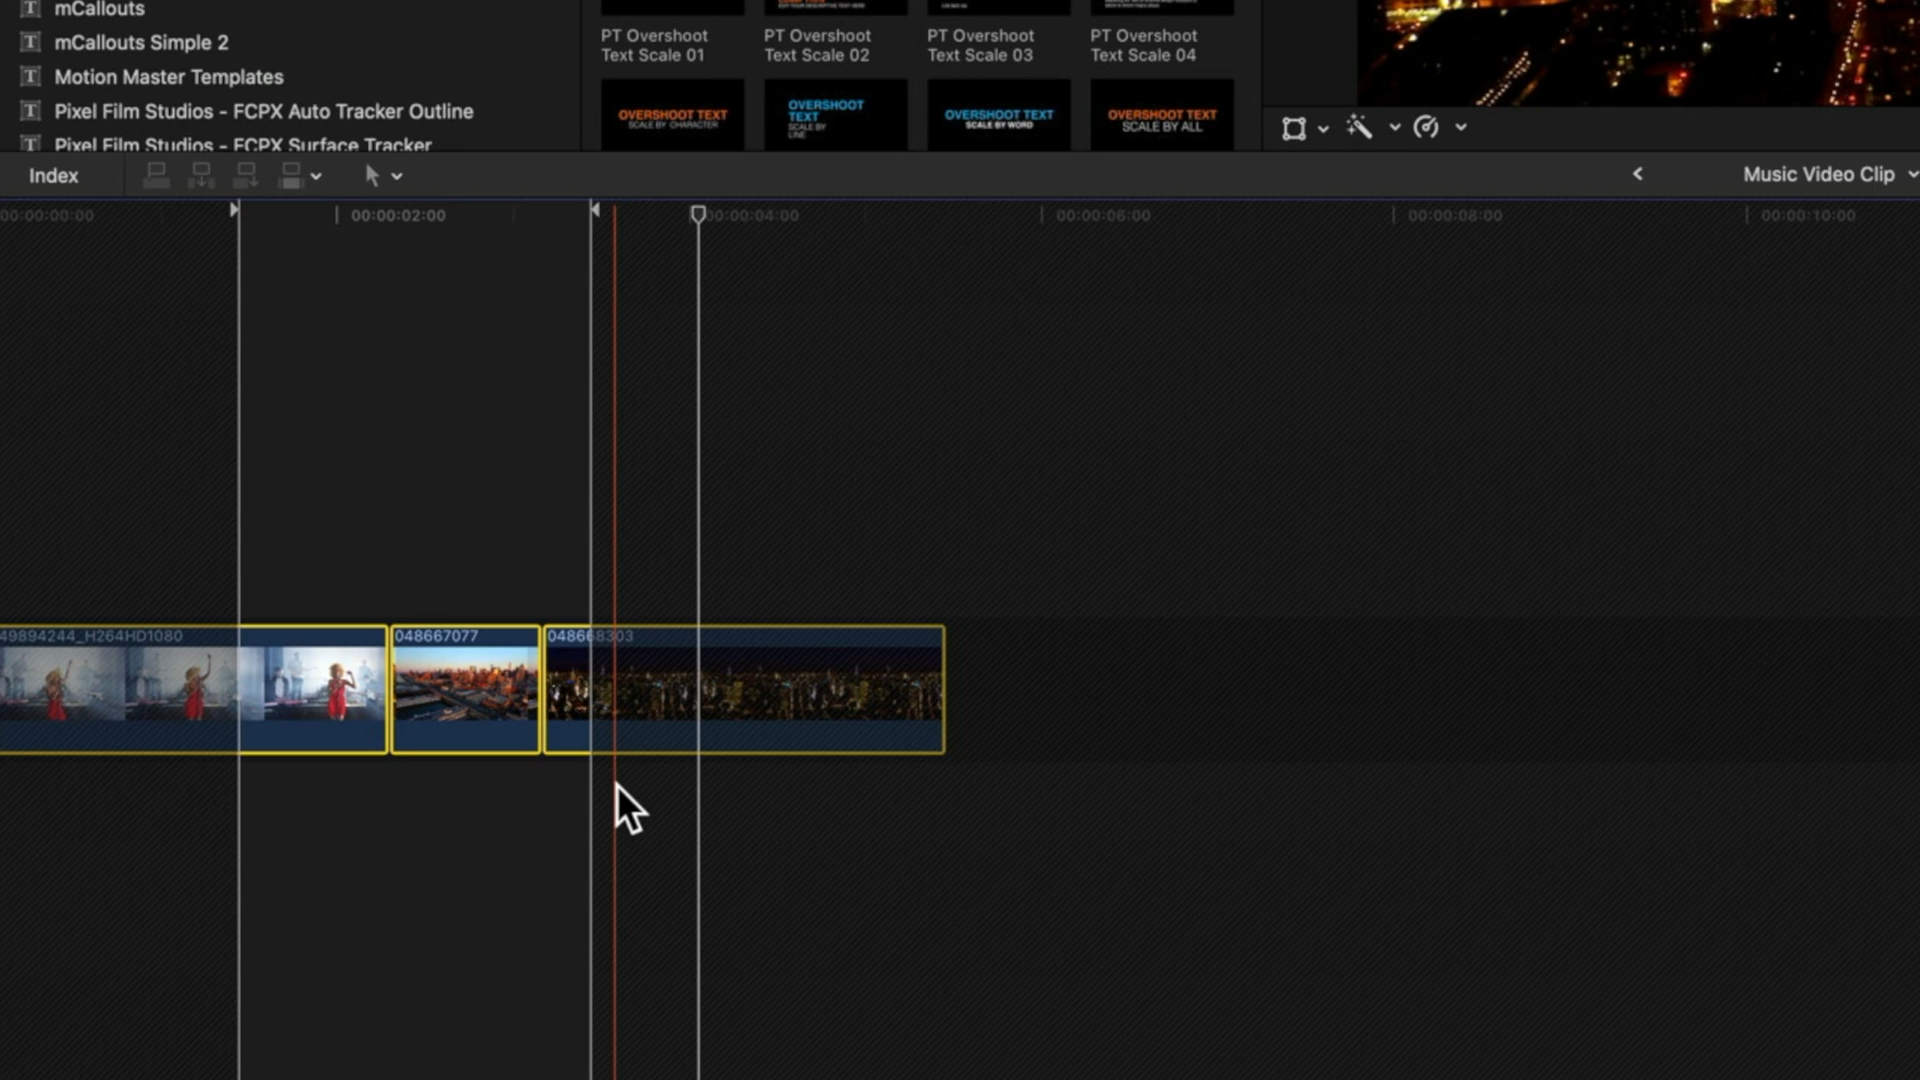 mCallouts
mCallouts Simple 2
Motion Master Templates
Pixel Film Studios - FCPX Auto Tracker Outline
Pixel Film Studios - FCPX Surface Tracker
PT Overshoot
Text Scale 01
PT Overshoot
Text Scale 02
PT Overshoot
Text Scale 03
PT Overshoot
Text Scale 04
OVERSHOOT TEXT
SCALE BY CHARACTER
OVERSHOOT
TEXT
SCALE BY
LINE
OVERSHOOT TEXT
SCALE BY WORD
OVERSHOOT TEXT
SCALE BY ALL
Index
Music Video Clip
00:00:00:00
00:00:02:00
00:00:04:00
00:00:06:00
00:00:08:00
00:00:10:00
49894244_H264HD1080
048667077
048668303